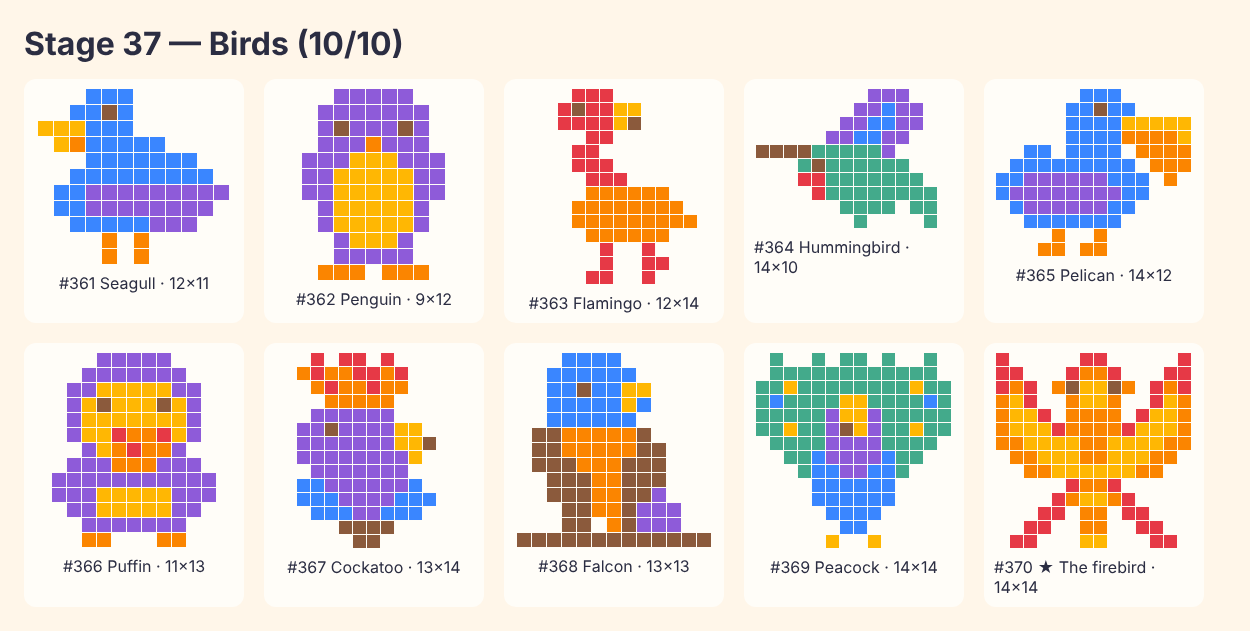 Stage 37 — Birds (10/10)
#361 Seagull · 12×11
#362 Penguin · 9×12
#363 Flamingo · 12×14
#364 Hummingbird ·
14×10
#365 Pelican · 14×12
#366 Puffin · 11×13
#367 Cockatoo · 13×14
#368 Falcon · 13×13
#369 Peacock · 14×14
#370 ★ The firebird ·
14×14